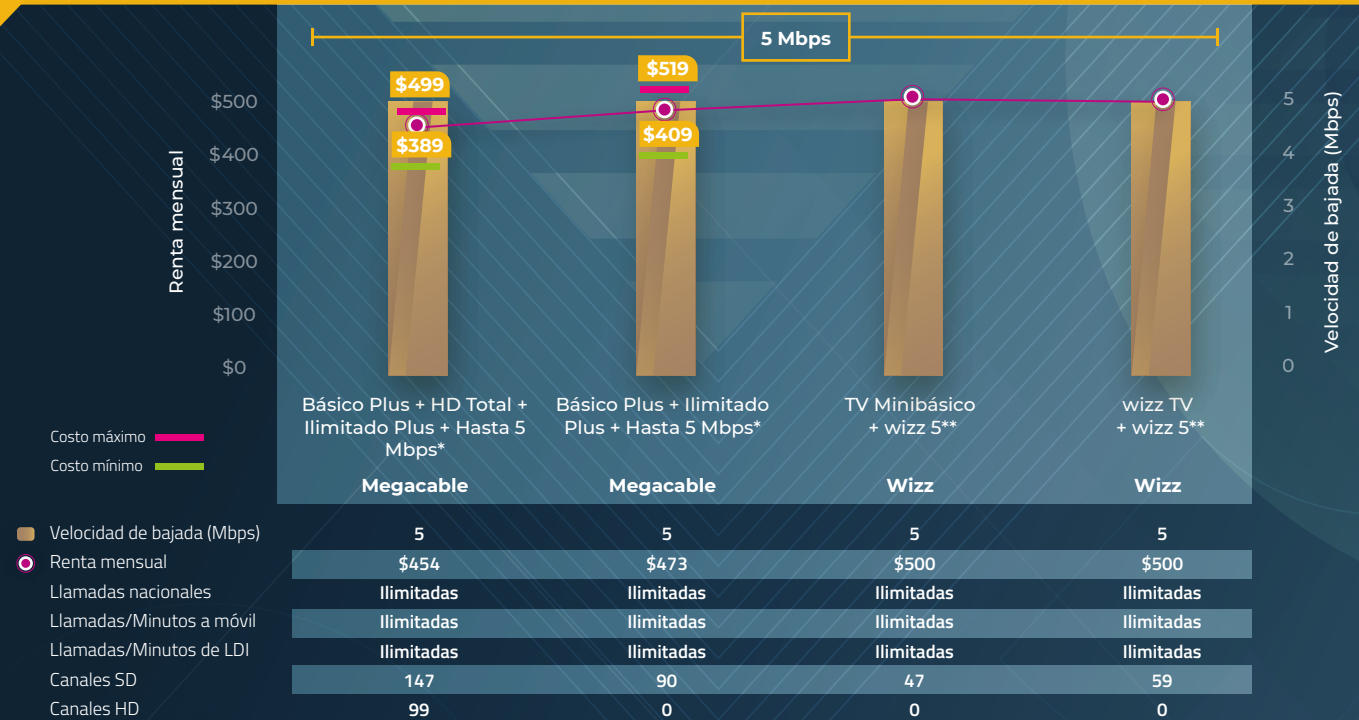 5 Mbps
$499
$519
$389
$409
Renta mensual
$500
$400
$300
$200
$100
$0
5
4
3
2
1
0
Velocidad de bajada (Mbps)
Básico Plus + HD Total +
Ilimitado Plus + Hasta 5
Mbps*
Básico Plus + Ilimitado
Plus + Hasta 5 Mbps*
TV Minibásico
+ wizz 5**
wizz TV
+ wizz 5**
Costo máximo
Costo mínimo
Megacable Megacable Wizz Wizz
Velocidad de bajada (Mbps) 5 5 5 5
Renta mensual $454 $473 $500 $500
Llamadas nacionales Ilimitadas Ilimitadas Ilimitadas Ilimitadas
Llamadas/Minutos a móvil Ilimitadas Ilimitadas Ilimitadas Ilimitadas
Llamadas/Minutos de LDI Ilimitadas Ilimitadas Ilimitadas Ilimitadas
Canales SD 147 90 47 59
Canales HD 99 0 0 0